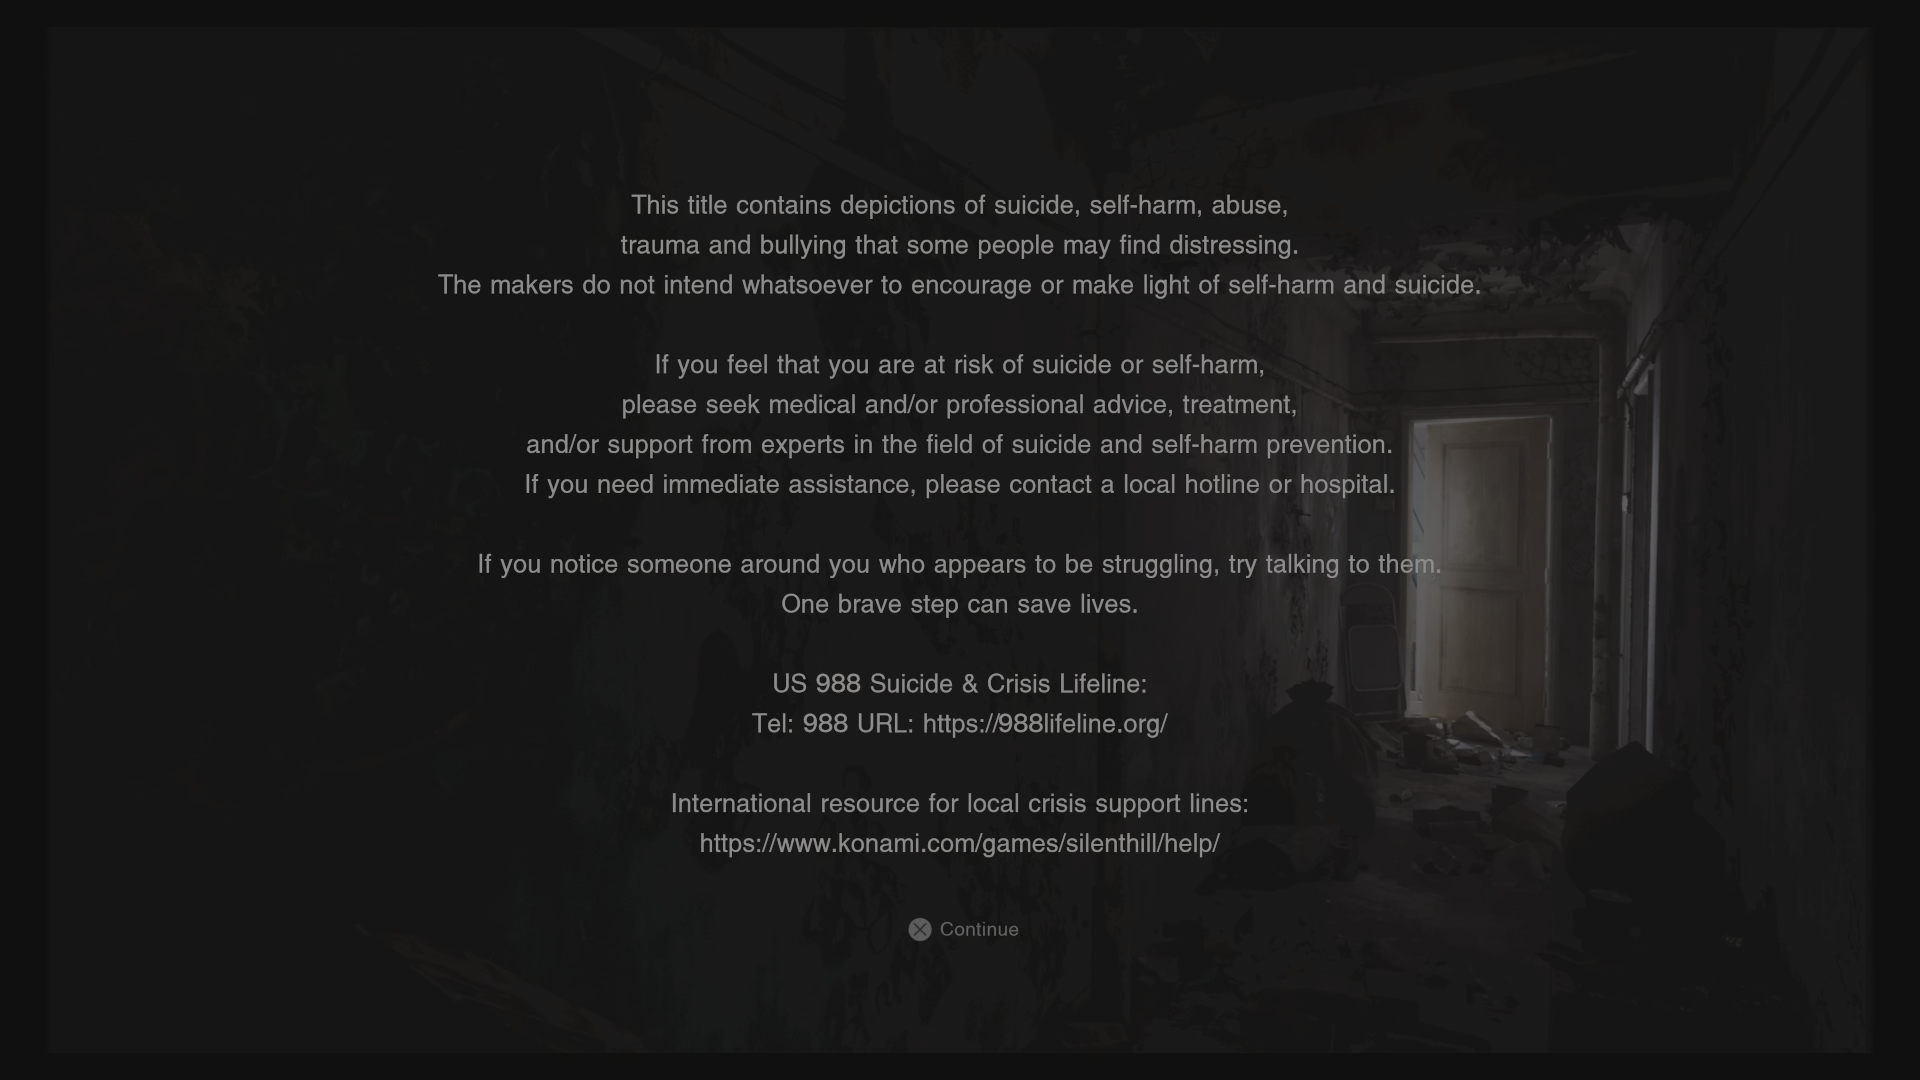 This title contains depictions of suicide, self-harm, abuse,
trauma and bullying that some people may find distressing.
The makers do not intend whatsoever to encourage or make light of self-harm and suicide.
If you feel that you are at risk of suicide or self-harm,
please seek medical and/or professional advice, treatment,
and/or support from experts in the field of suicide and self-harm prevention.
If you need immediate assistance, please contact a local hotline or hospital.
If you notice someone around you who appears to be struggling, try talking to them.
One brave step can save lives.
US 988 Suicide & Crisis Lifeline:
Tel: 988 URL: https://988lifeline.org/
International resource for local crisis support lines:
https://www.konami.com/games/silenthill/help/
Continue